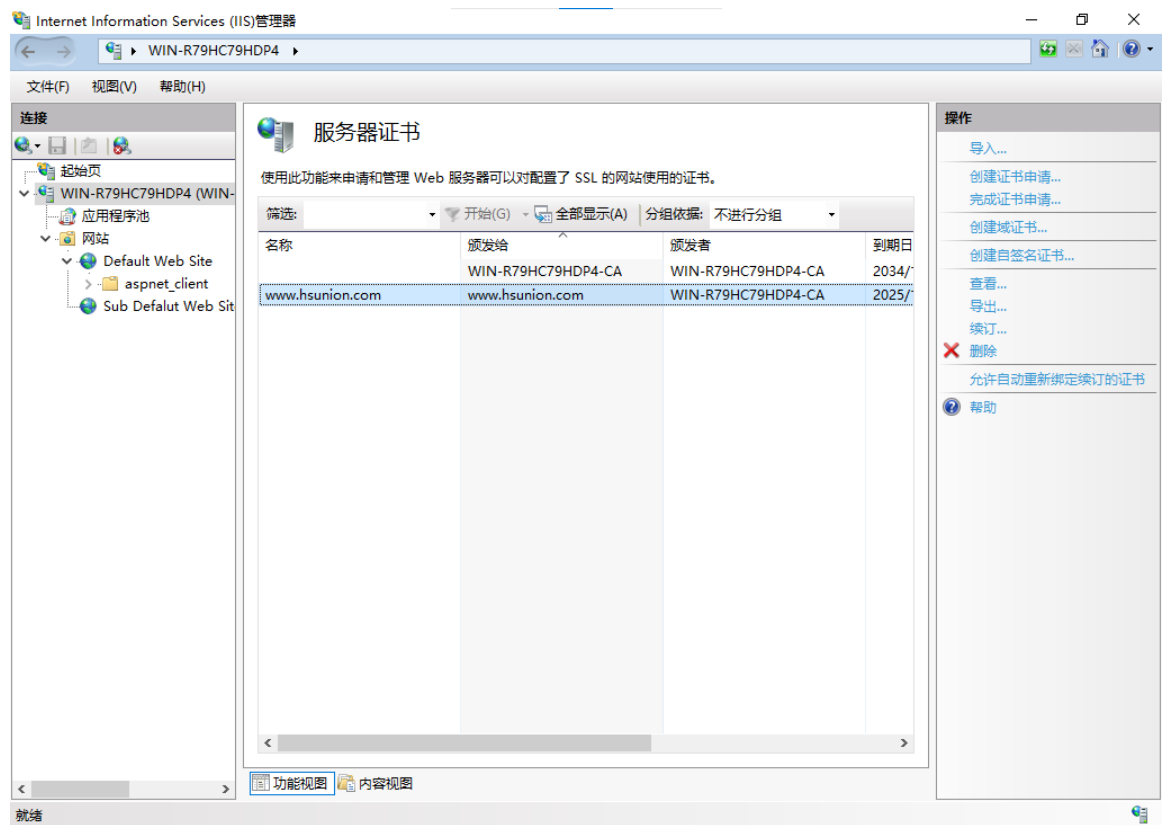 Internet Information Services (IIS)管理器
WIN-R79HC79HDP4
文件(F) 视图(V) 帮助(H)
连接
起始页
WIN-R79HC79HDP4 (WIN-
应用程序池
网站
Default Web Site
aspnet_client
Sub Defalut Web Sit
服务器证书
使用此功能来申请和管理 Web 服务器可以对配置了 SSL 的网站使用的证书。
筛选: 开始(G) 全部显示(A) 分组依据: 不进行分组
名称 颁发给 颁发者 到期日
WIN-R79HC79HDP4-CA WIN-R79HC79HDP4-CA 2034/
www.hsunion.com www.hsunion.com WIN-R79HC79HDP4-CA 2025/
功能视图 内容视图
操作
导入...
创建证书申请...
完成证书申请...
创建域证书...
创建自签名证书...
查看...
导出...
续订...
删除
允许自动重新绑定续订的证书
帮助
就绪